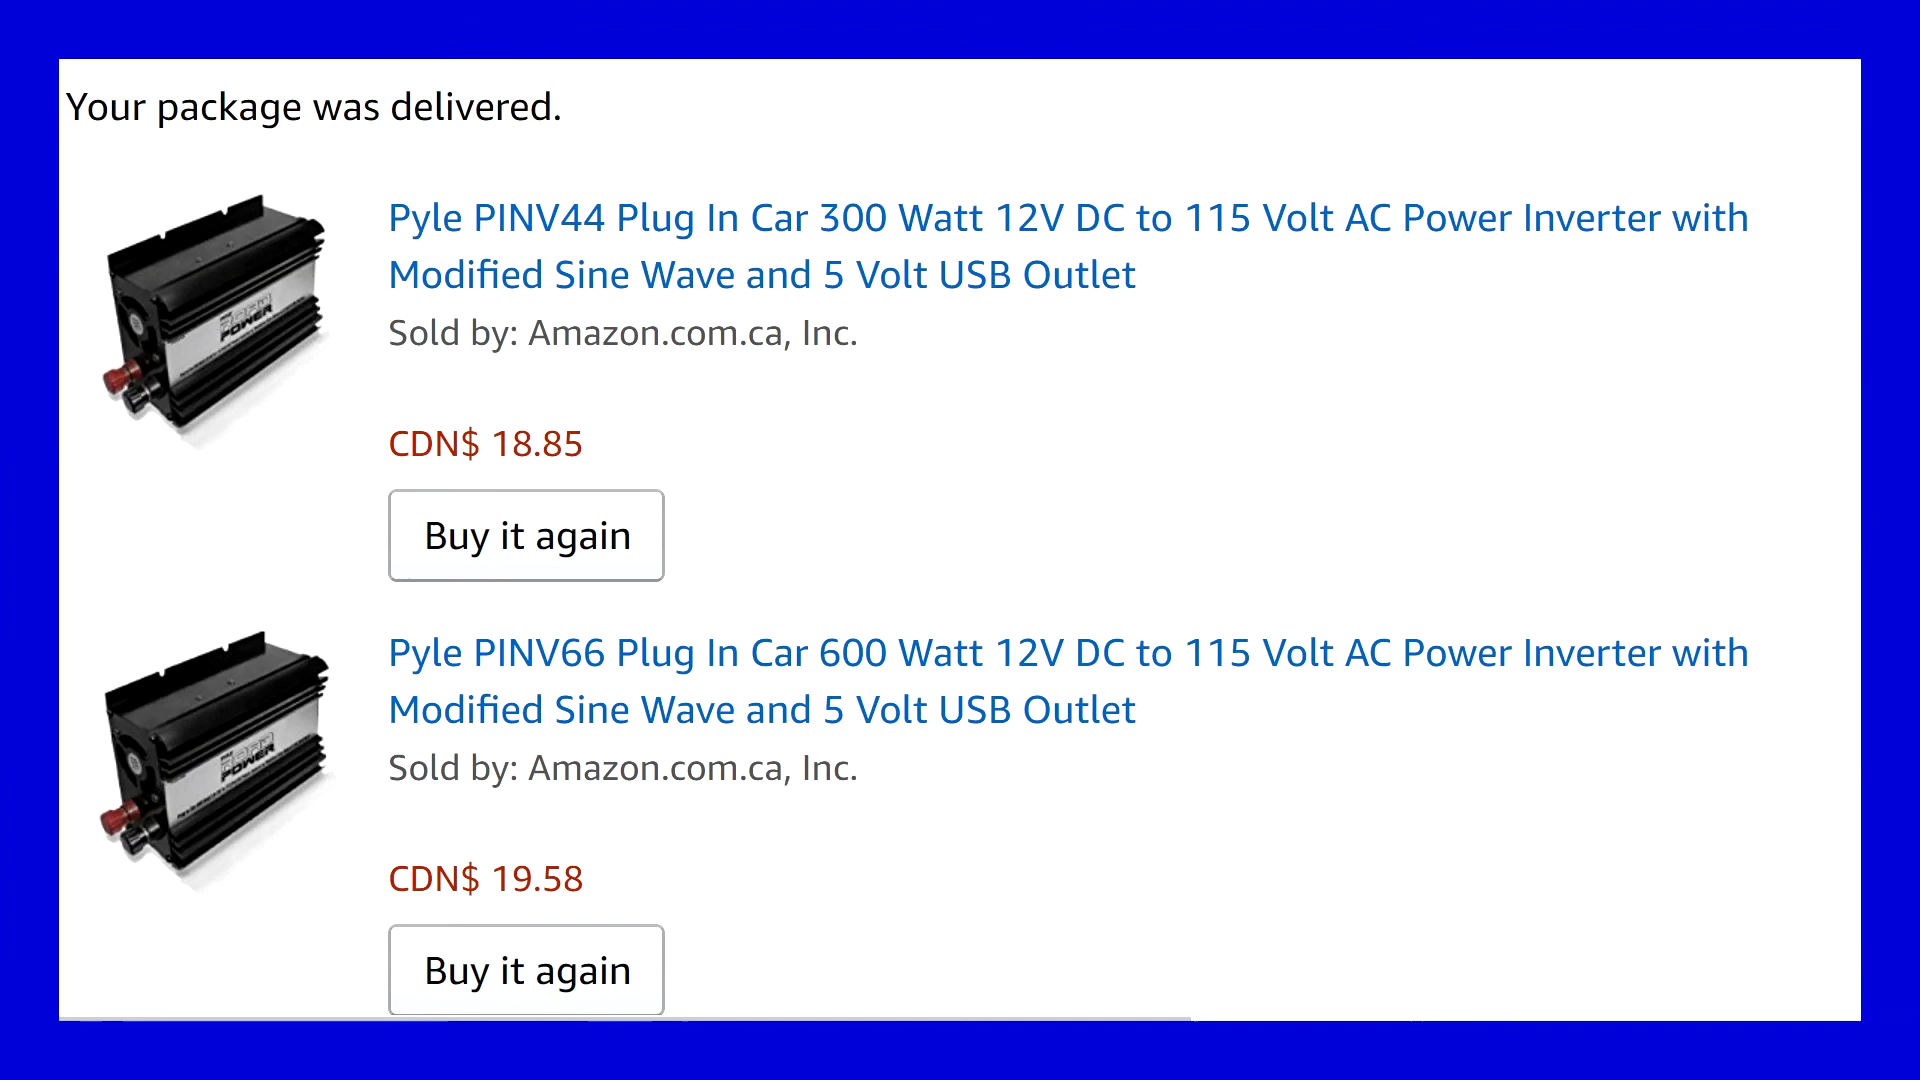 Your package was delivered.
Pyle PINV44 Plug In Car 300 Watt 12V DC to 115 Volt AC Power Inverter with
Modified Sine Wave and 5 Volt USB Outlet
Sold by: Amazon.com.ca, Inc.
CDN$ 18.85
Buy it again
POWER
Pyle PINV66 Plug In Car 600 Watt 12V DC to 115 Volt AC Power Inverter with
Modified Sine Wave and 5 Volt USB Outlet
Sold by: Amazon.com.ca, Inc.
CDN$ 19.58
Buy it again
POWER